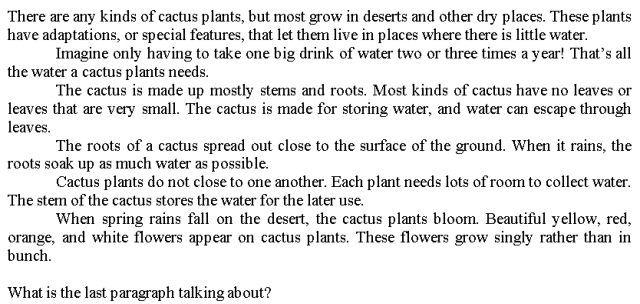 There are any kinds of cactus plants, but most grow in deserts and other dry places. These plants
have adaptations, or special features, that let them live in places where there is little water.
Imagine only having to take one big drink of water two or three times a year! That's all
the water a cactus plants needs.
The cactus is made up mostly stems and roots. Most kinds of cactus have no leaves or
leaves that are very small. The cactus is made for storing water, and water can escape through
leaves.
The roots of a cactus spread out close to the surface of the ground. When it rains, the
roots soak up as much water as possible.
Cactus plants do not close to one another. Each plant needs lots of room to collect water.
The stem of the cactus stores the water for the later use.
When spring rains fall on the desert, the cactus plants bloom. Beautiful yellow, red,
orange, and white flowers appear on cactus plants. These flowers grow singly rather than in
bunch.
What is the last paragraph talking about?